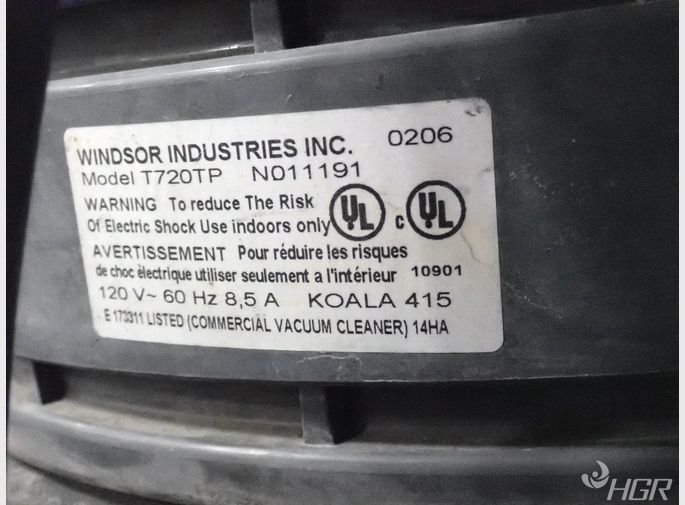 WINDSOR INDUSTRIES INC. 0206
Model T720TP N011191
WARNING To reduce The Risk
Of Electric Shock Use indoors only UL c UL
AVERTISSEMENT Pour réduire les risques
de choc èlectrique utiliser seulement a l'intérieur 10901
120 V~ 60 Hz 8,5 A KOALA 415
E 173311 LISTED (COMMERCIAL VACUUM CLEANER) 14HA
HGR